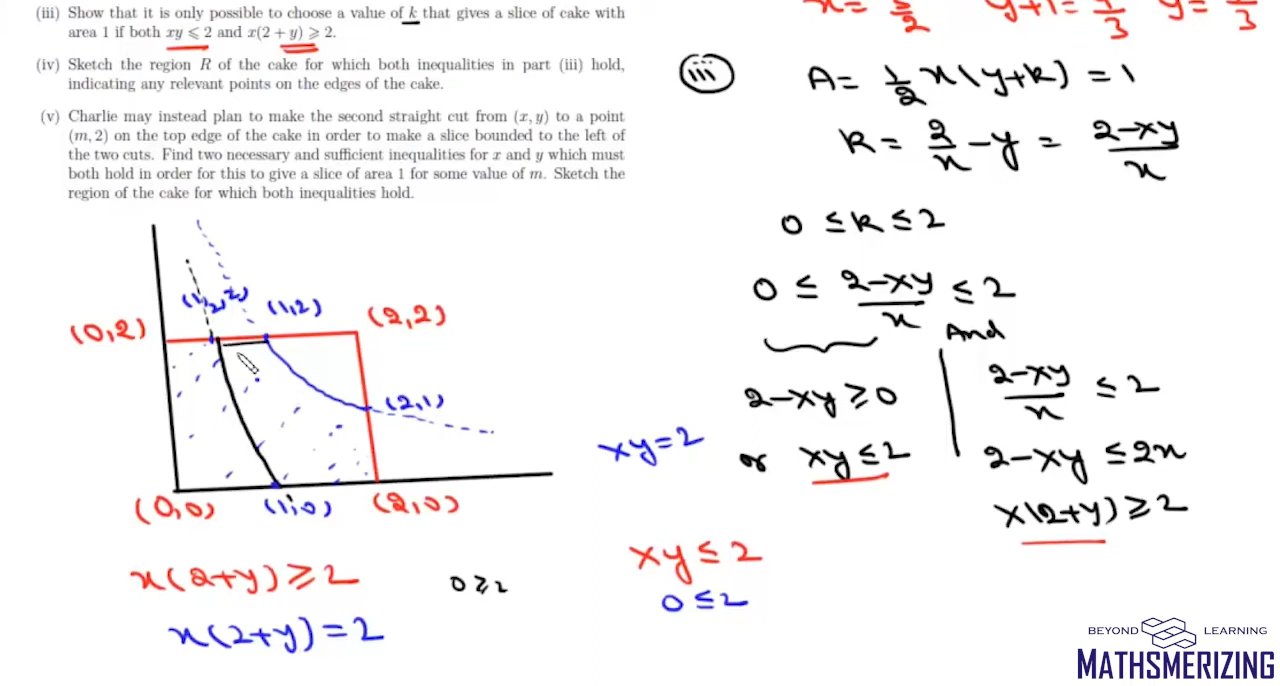 (iii) Show that it is only possible to choose a value of k that gives a slice of cake with
area 1 if both xy ⩽ 2 and x(2 + y) ⩾ 2.
(iv) Sketch the region R of the cake for which both inequalities in part (iii) hold,
indicating any relevant points on the edges of the cake.
(v) Charlie may instead plan to make the second straight cut from (x, y) to a point
(m, 2) on the top edge of the cake in order to make a slice bounded to the left of
the two cuts. Find two necessary and sufficient inequalities for x and y which must
both hold in order for this to give a slice of area 1 for some value of m. Sketch the
region of the cake for which both inequalities hold.
(0,2)
(1/2, 2)
(1,2)
(2,2)
(2,1)
(0,0)
(1,0)
(2,0)
x(2+y) ≥ 2
0 ≥ 2
x(2+y) = 2
xy = 2
xy ≤ 2
0 ≤ 2
(iii)
A = 1/2 x(y+k) = 1
k = 2/x − y = 2−xy/x
0 ≤ k ≤ 2
0 ≤ 2−xy/x ≤ 2
And
2−xy ≥ 0
or xy ≤ 2
2−xy/x ≤ 2
2−xy ≤ 2x
x(2+y) ≥ 2
BEYOND LEARNING
MATHSMERIZING